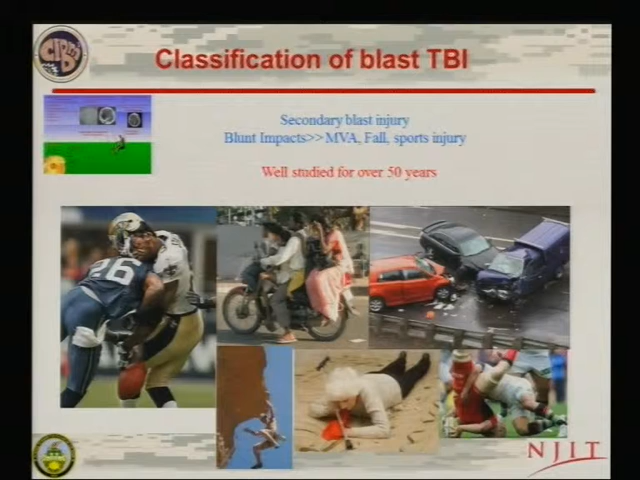 Classification of blast TBI
Secondary blast injury
Blunt Impacts>>MVA, Fall, sports injury
Well studied for over 50 years
26
NJIT